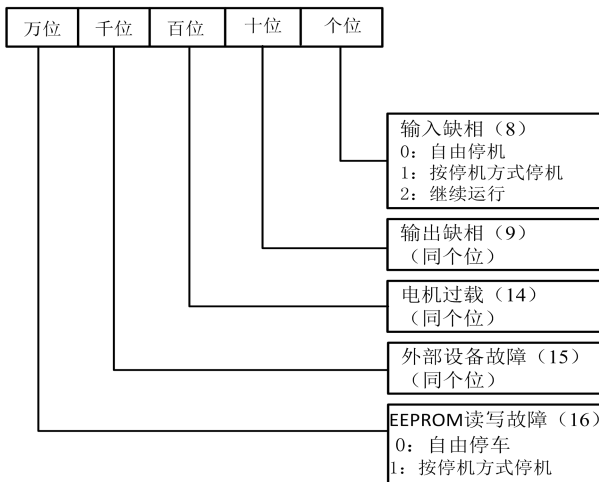 万位 千位 百位 十位 个位
输入缺相（8）
0：自由停机
1：按停机方式停机
2：继续运行
输出缺相（9）
（同个位）
电机过载（14）
（同个位）
外部设备故障（15）
（同个位）
EEPROM读写故障（16）
0：自由停车
1：按停机方式停机